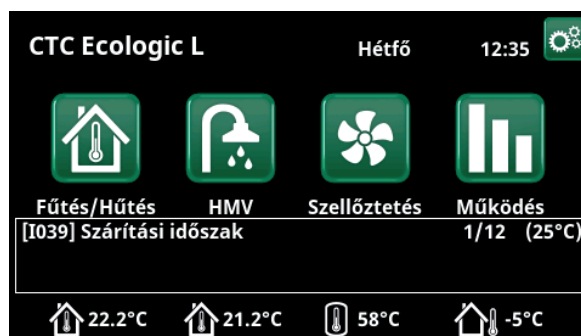 CTC Ecologic L Hétfő 12:35
Fűtés/Hűtés HMV Szellőztetés Működés
[I039] Szárítási időszak 1/12 (25°C)
22.2°C 21.2°C 58°C -5°C